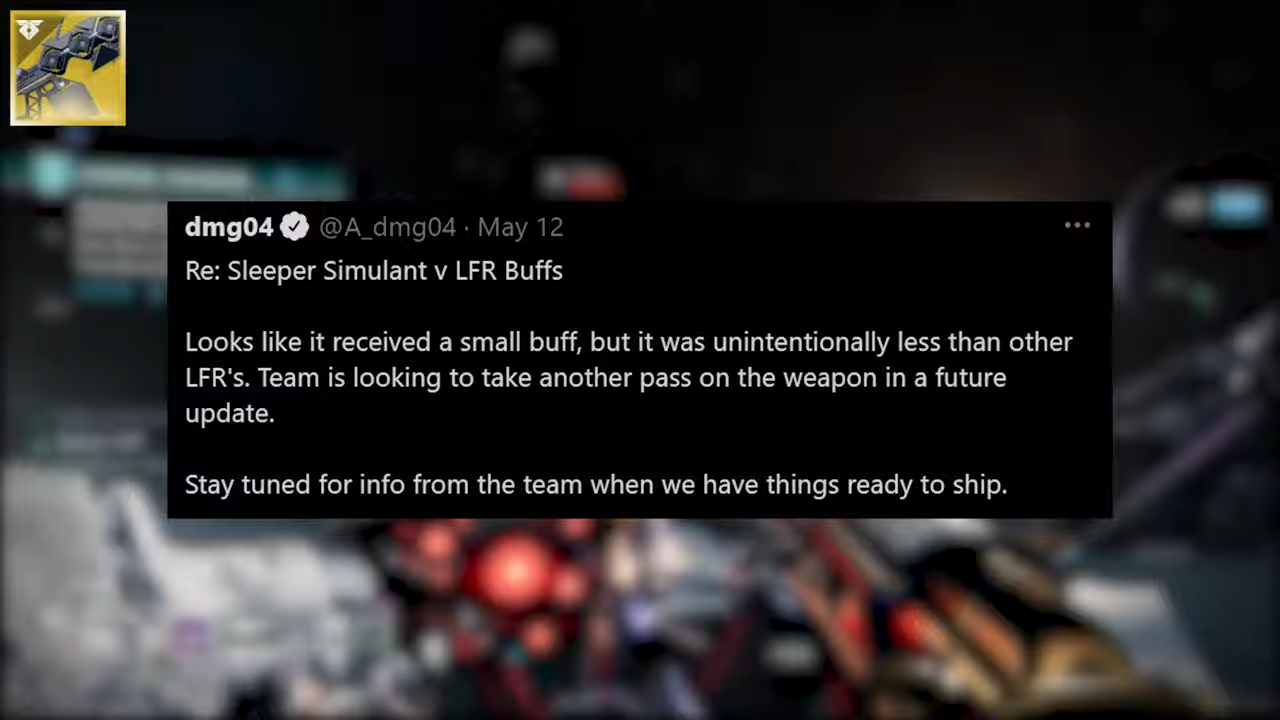 dmg04 @A_dmg04 · May 12
Re: Sleeper Simulant v LFR Buffs
Looks like it received a small buff, but it was unintentionally less than other
LFR's. Team is looking to take another pass on the weapon in a future
update.
Stay tuned for info from the team when we have things ready to ship.